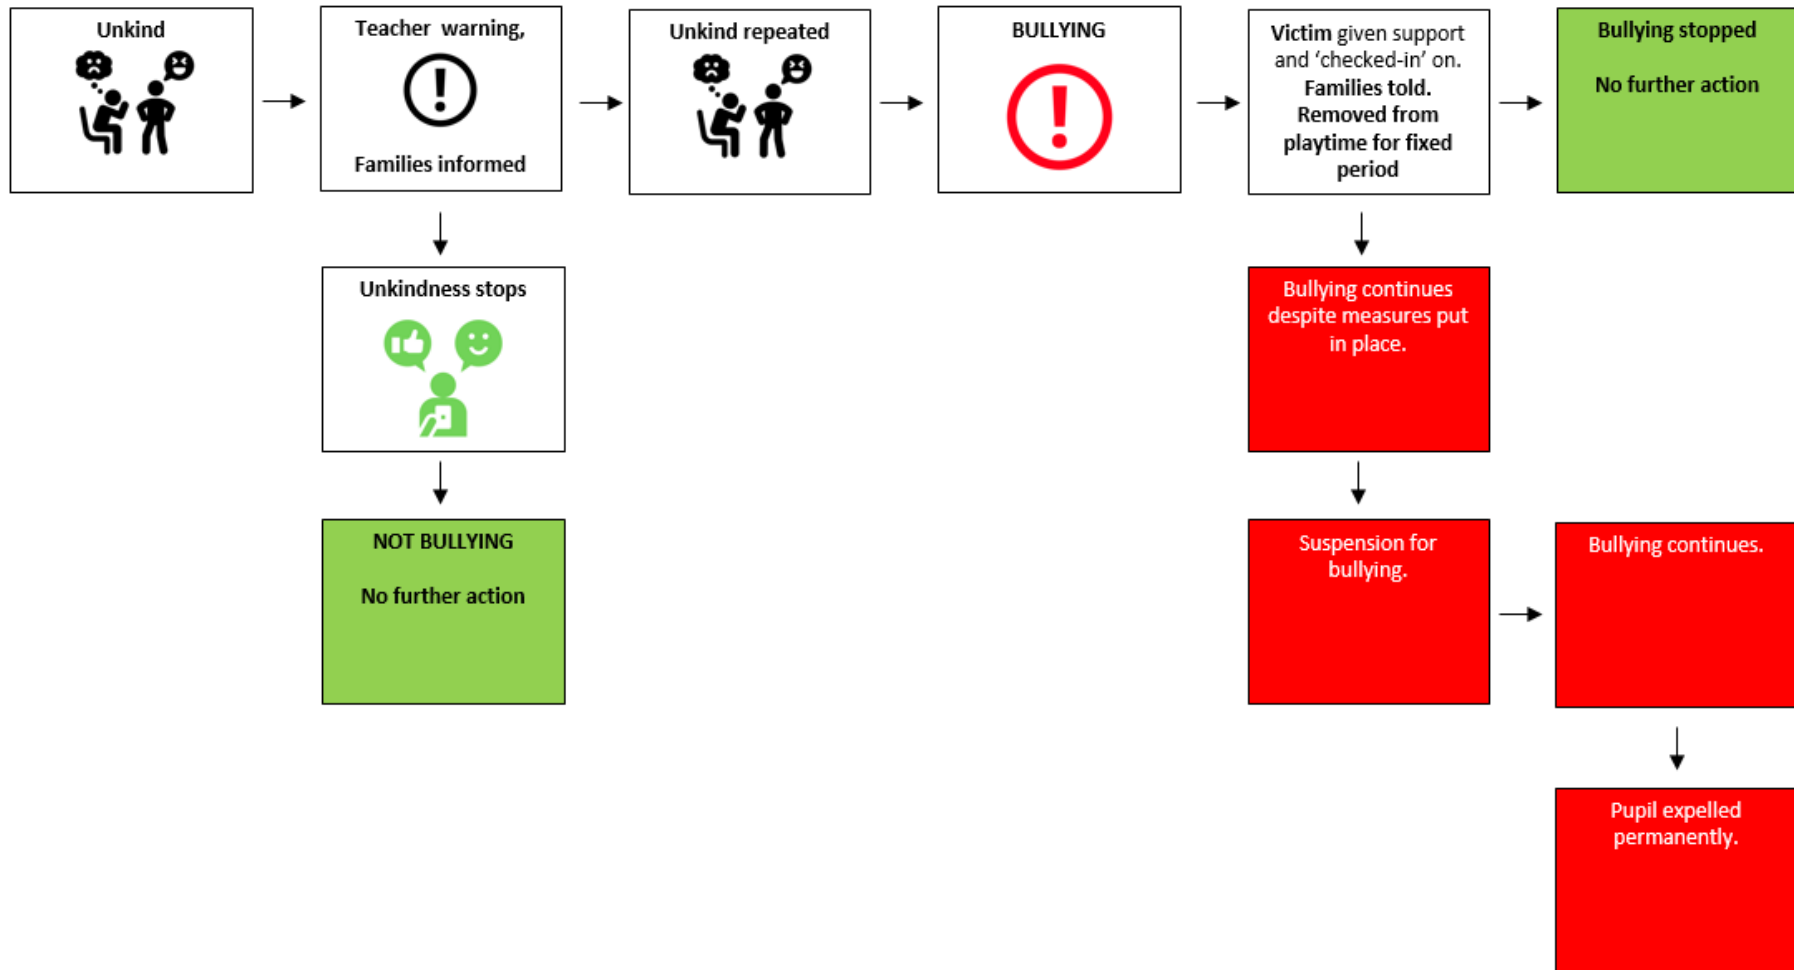 Unkind
Teacher warning,
Families informed
Unkind repeated
BULLYING
Victim given support
and ‘checked-in’ on.
Families told.
Removed from
playtime for fixed
period
Bullying stopped
No further action
Unkindness stops
Bullying continues
despite measures put
in place.
NOT BULLYING
No further action
Suspension for
bullying.
Bullying continues.
Pupil expelled
permanently.